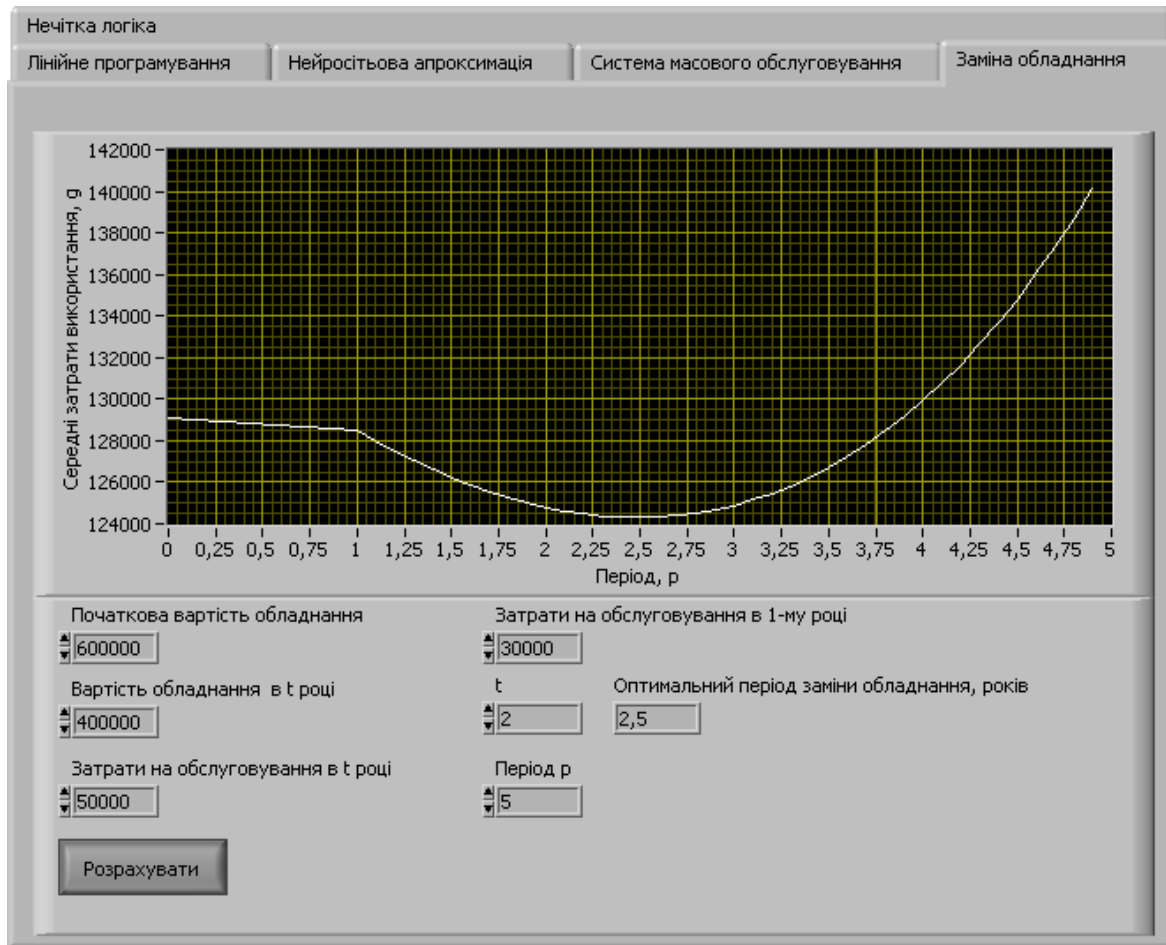 Нечітка логіка
Лінійне програмування Нейросітьова апроксимація Система масового обслуговування Заміна обладнання
142000
140000
138000
136000
134000
132000
130000
128000
126000
124000
Середні затрати використання, g
0 0,25 0,5 0,75 1 1,25 1,5 1,75 2 2,25 2,5 2,75 3 3,25 3,5 3,75 4 4,25 4,5 4,75 5
Період, р
Початкова вартість обладнання Затрати на обслуговування в 1-му році
600000 30000
Вартість обладнання в t році t Оптимальний період заміни обладнання, років
400000 2 2,5
Затрати на обслуговування в t році Період р
50000 5
Розрахувати